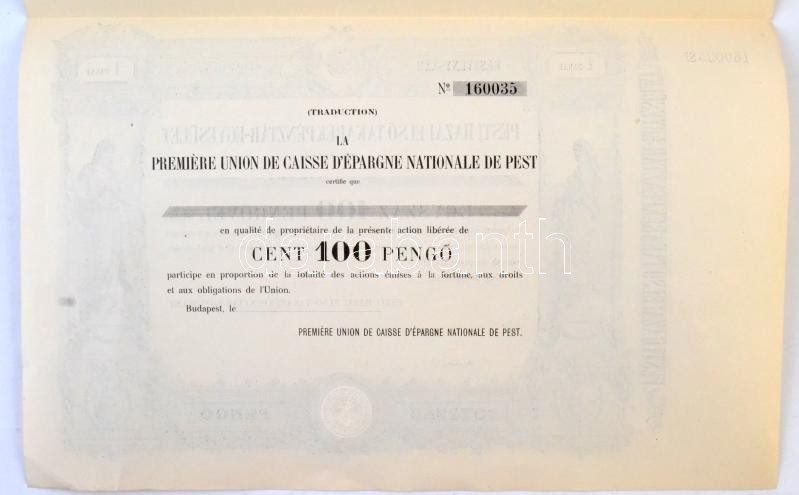 Nº 160035
(TRADUCTION)
LA
PREMIÈRE UNION DE CAISSE D'ÉPARGNE NATIONALE DE PEST
certifie que
en qualité de propriétaire de la présente action libérée de
CENT 100 PENGŐ
participe en proportion de la totalité des actions émises à la fortune, aux droits
et aux obligations de l'Union.
Budapest, le
PREMIÈRE UNION DE CAISSE D'ÉPARGNE NATIONALE DE PEST.
darabanth